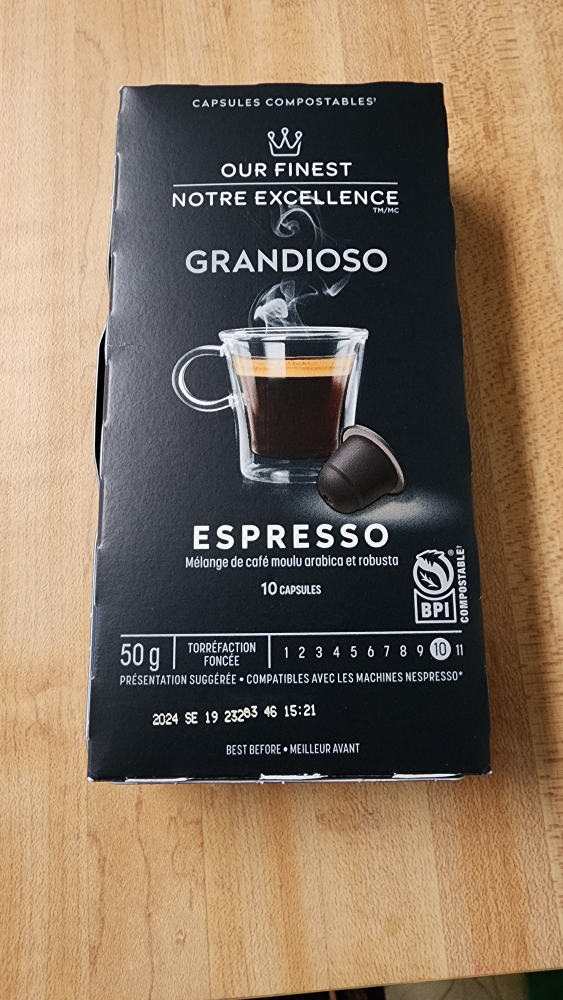 CAPSULES COMPOSTABLES†
OUR FINEST
NOTRE EXCELLENCE
TM/MC
GRANDIOSO
ESPRESSO
Mélange de café moulu arabica et robusta
10 CAPSULES
BPI®
COMPOSTABLE†
50 g
TORRÉFACTION
FONCÉE
1 2 3 4 5 6 7 8 9 10 11
PRÉSENTATION SUGGÉRÉE • COMPATIBLES AVEC LES MACHINES NESPRESSO*
2024 SE 19 23283 46 15:21
BEST BEFORE • MEILLEUR AVANT